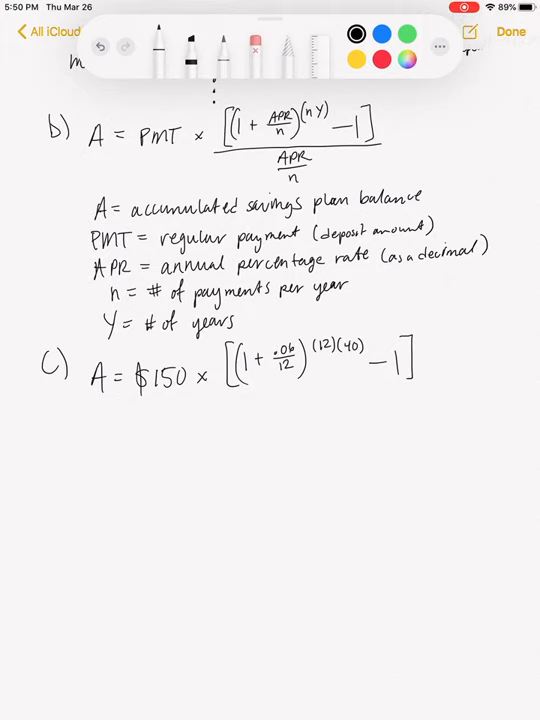 5:50 PM Thu Mar 26
89%
All iCloud
Done
m
b) A = PMT × [(1 + APR/n)^(nY) − 1] / (APR/n)
A = accumulated savings plan balance
PMT = regular payment (deposit amount)
APR = annual percentage rate (as a decimal)
n = # of payments per year
Y = # of years
c) A = $150 × [(1 + .06/12)^(12)(40) − 1]